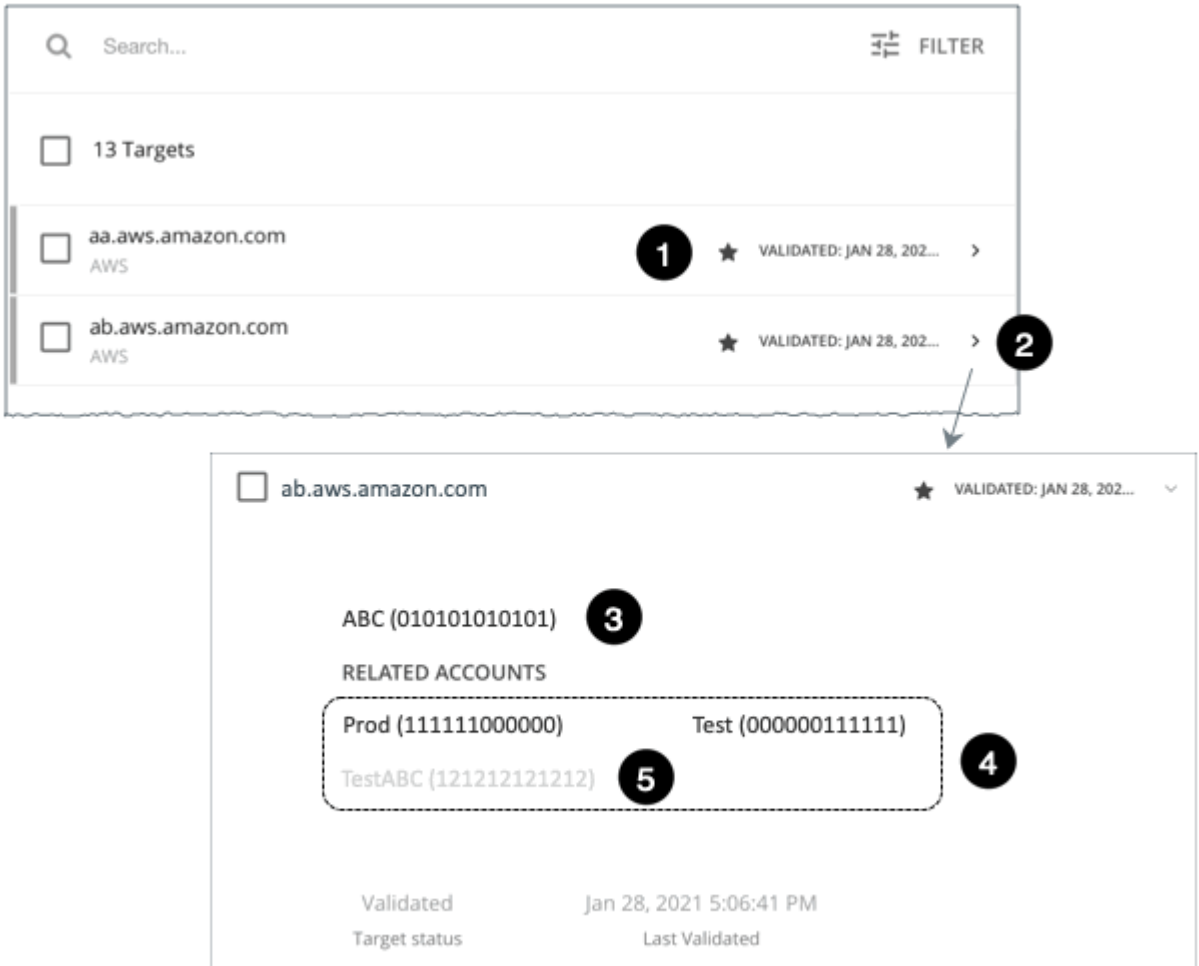 Search... FILTER
13 Targets
aa.aws.amazon.com
AWS
1 VALIDATED: JAN 28, 202...
ab.aws.amazon.com
AWS
VALIDATED: JAN 28, 202... 2
ab.aws.amazon.com VALIDATED: JAN 28, 202...
ABC (010101010101) 3
RELATED ACCOUNTS
Prod (111111000000) Test (000000111111)
4
TestABC (121212121212) 5
Validated Jan 28, 2021 5:06:41 PM
Target status Last Validated